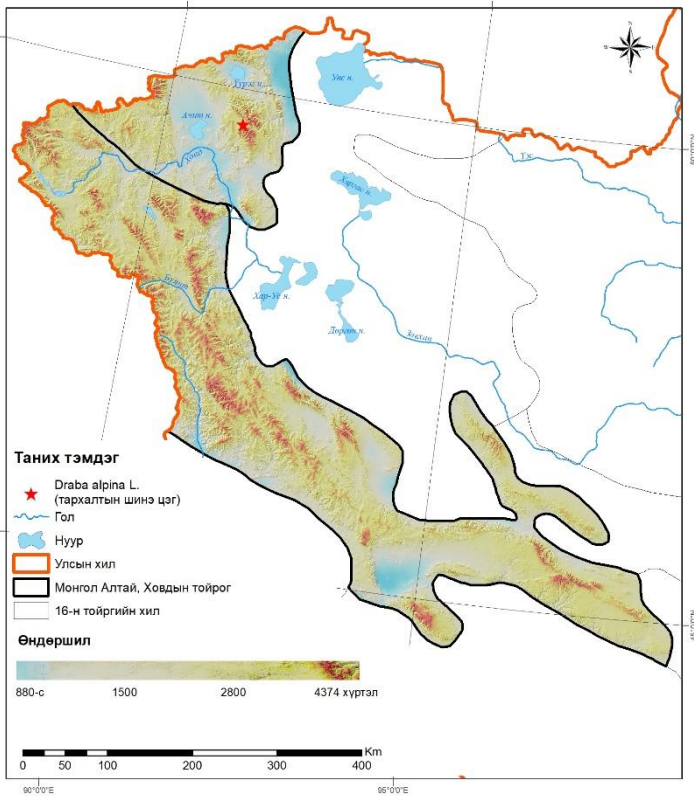 N
Увс н.
Үүрэг н.
Ачит н.
Ховд
Тэс
Хяргас н.
Буянт
Хар-Ус н.
Дөргөн н.
Завхан
Таних тэмдэг
Draba alpina L.
(тархалтын шинэ цэг)
Гол
Нуур
Улсын хил
Монгол Алтай, Ховдын тойрог
16-н тойргийн хил
Өндөршил
880-с 1500 2800 4374 хүртэл
Km
0 50 100 200 300 400
90°0'0"E 95°0'0"E